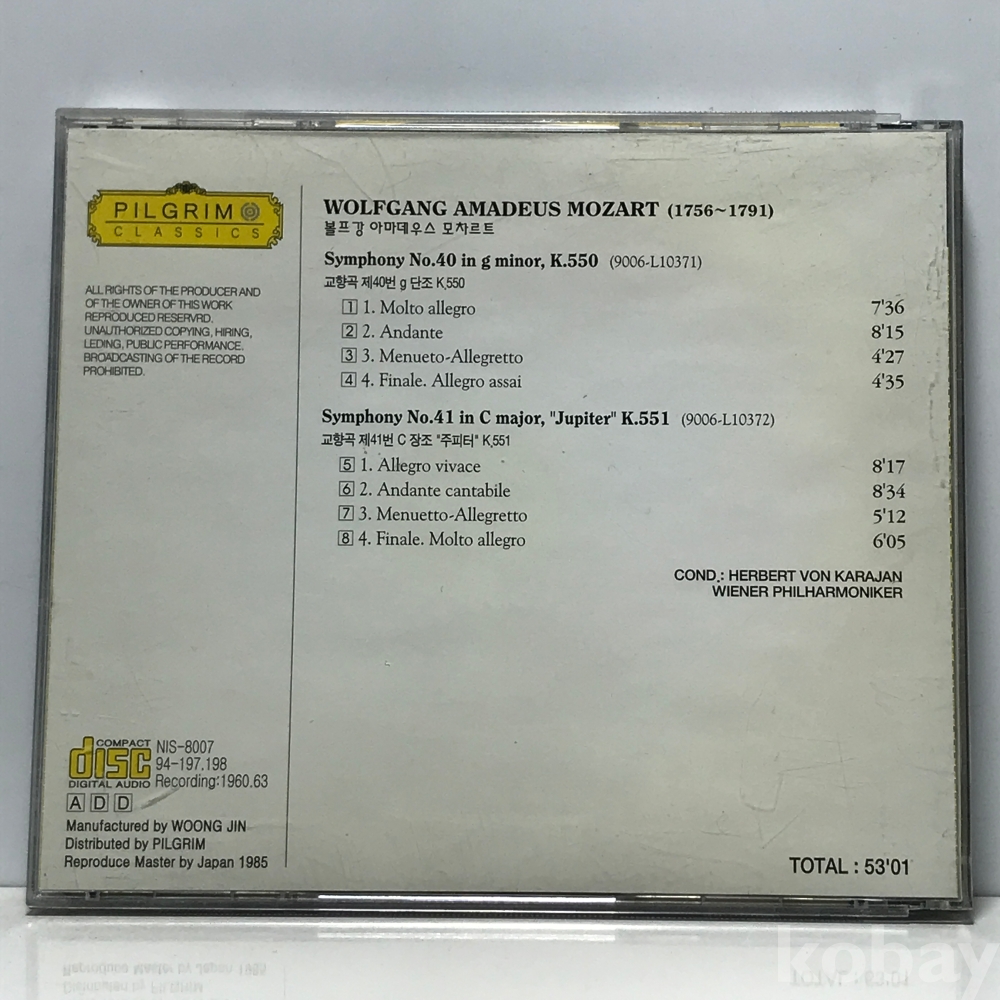 PILGRIM
CLASSICS
ALL RIGHTS OF THE PRODUCER AND
OF THE OWNER OF THIS WORK
REPRODUCED RESERVRD.
UNAUTHORIZED COPYING, HIRING,
LEDING, PUBLIC PERFORMANCE.
BROADCASTING OF THE RECORD
PROHIBITED.
WOLFGANG AMADEUS MOZART (1756~1791)
볼프강 아마데우스 모차르트
Symphony No.40 in g minor, K.550 (9006-L10371)
교향곡 제40번 g 단조 K,550
1 1. Molto allegro 7'36
2 2. Andante 8'15
3 3. Menueto-Allegretto 4'27
4 4. Finale. Allegro assai 4'35
Symphony No.41 in C major, "Jupiter" K.551 (9006-L10372)
교향곡 제41번 C 장조 "주피터" K,551
5 1. Allegro vivace 8'17
6 2. Andante cantabile 8'34
7 3. Menuetto-Allegretto 5'12
8 4. Finale. Molto allegro 6'05
COND.: HERBERT VON KARAJAN
WIENER PHILHARMONIKER
COMPACT
disc
DIGITAL AUDIO
NIS-8007
94-197.198
Recording:1960.63
A D D
Manufactured by WOONG JIN
Distributed by PILGRIM
Reproduce Master by Japan 1985
TOTAL : 53'01
kobay